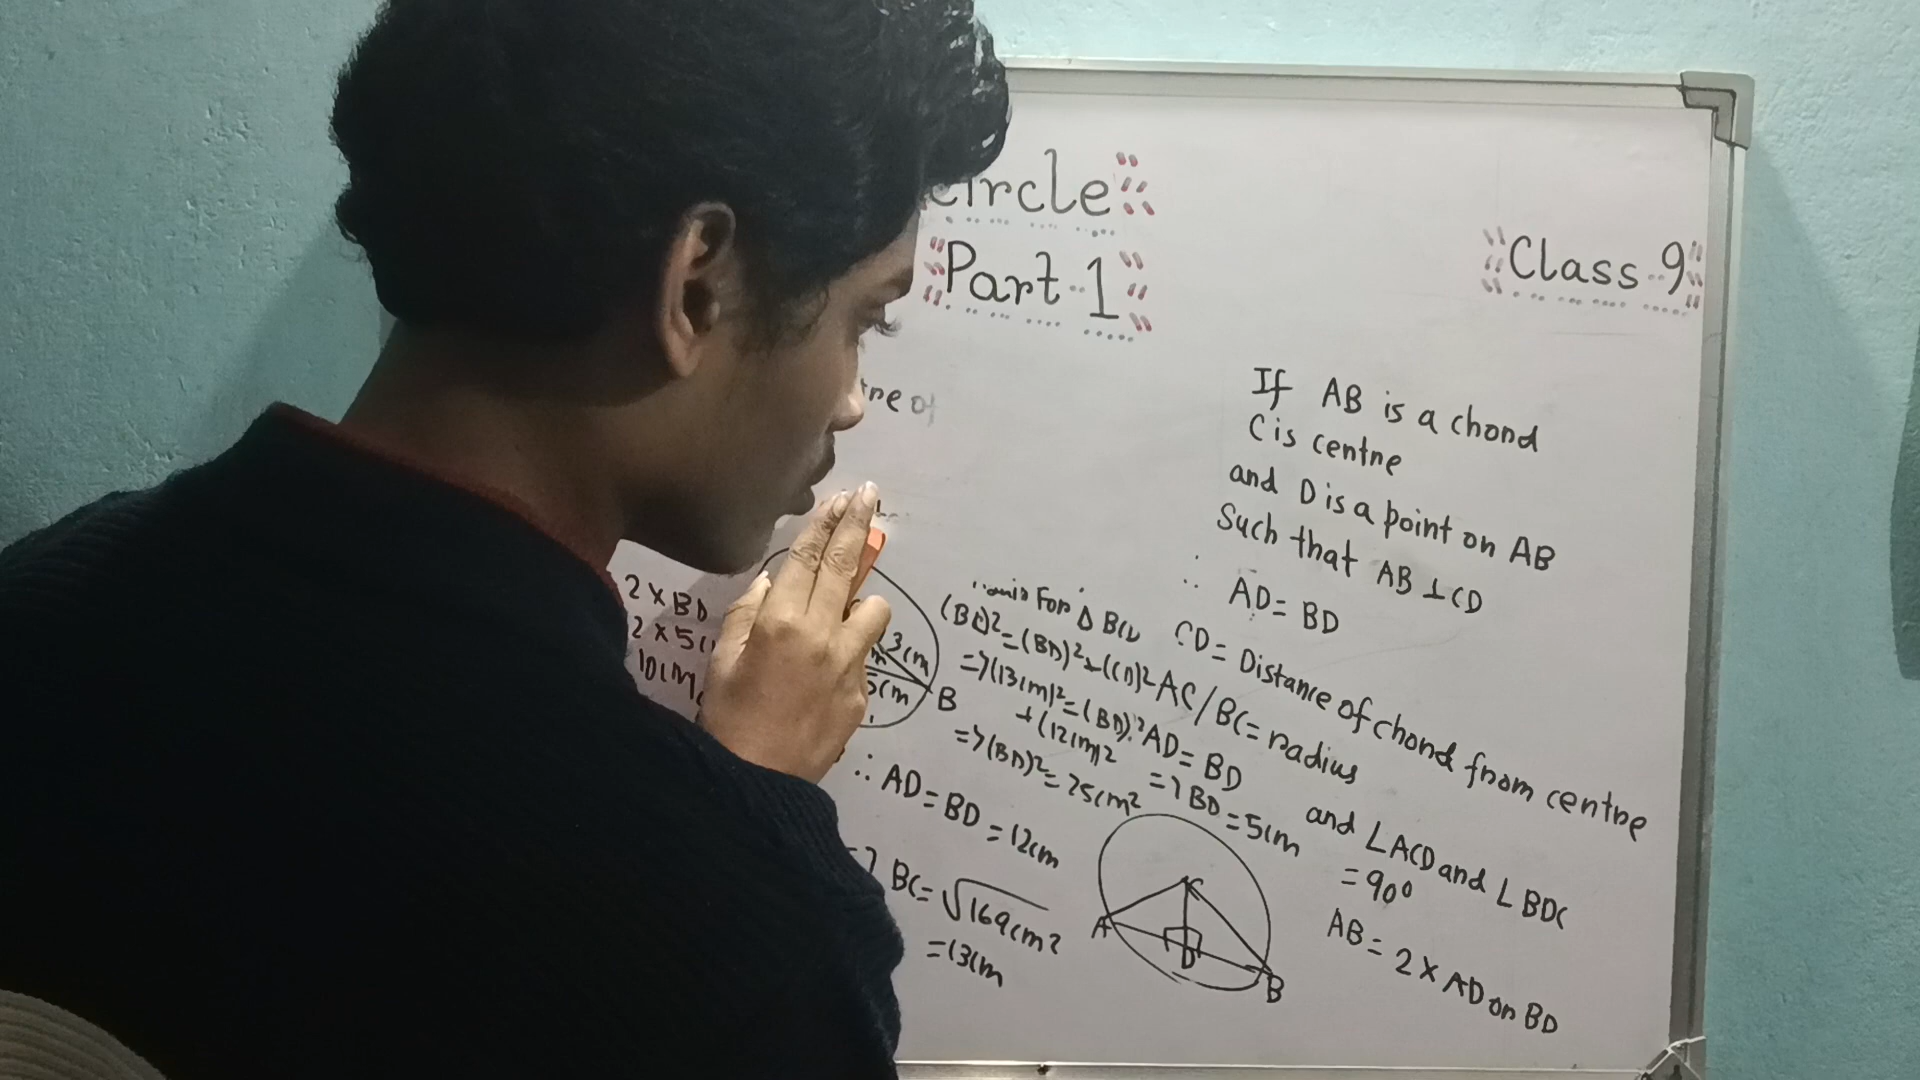 Circle
Part-1
Class-9
If AB is a chord
C is centre
and D is a point on AB
Such that AB ⊥ CD
∴ AD = BD
CD = Distance of chord from centre
AC / BC = radius
AD = BD
and ∠ACD and ∠BDC
= 90°
AB = 2 × AD or BD
tre of
2 × BD
2 × 5cm
10cm
3cm
5cm
B
For Δ BCD
(BC)² = (BD)² + (CD)²
=> (13cm)² = (BD)²
+ (12cm)²
=> (BD)² = 25cm²
=> BD = 5cm
∴ AD = BD = 12cm
=> BC = √169cm²
= 13cm
C
A
D
B